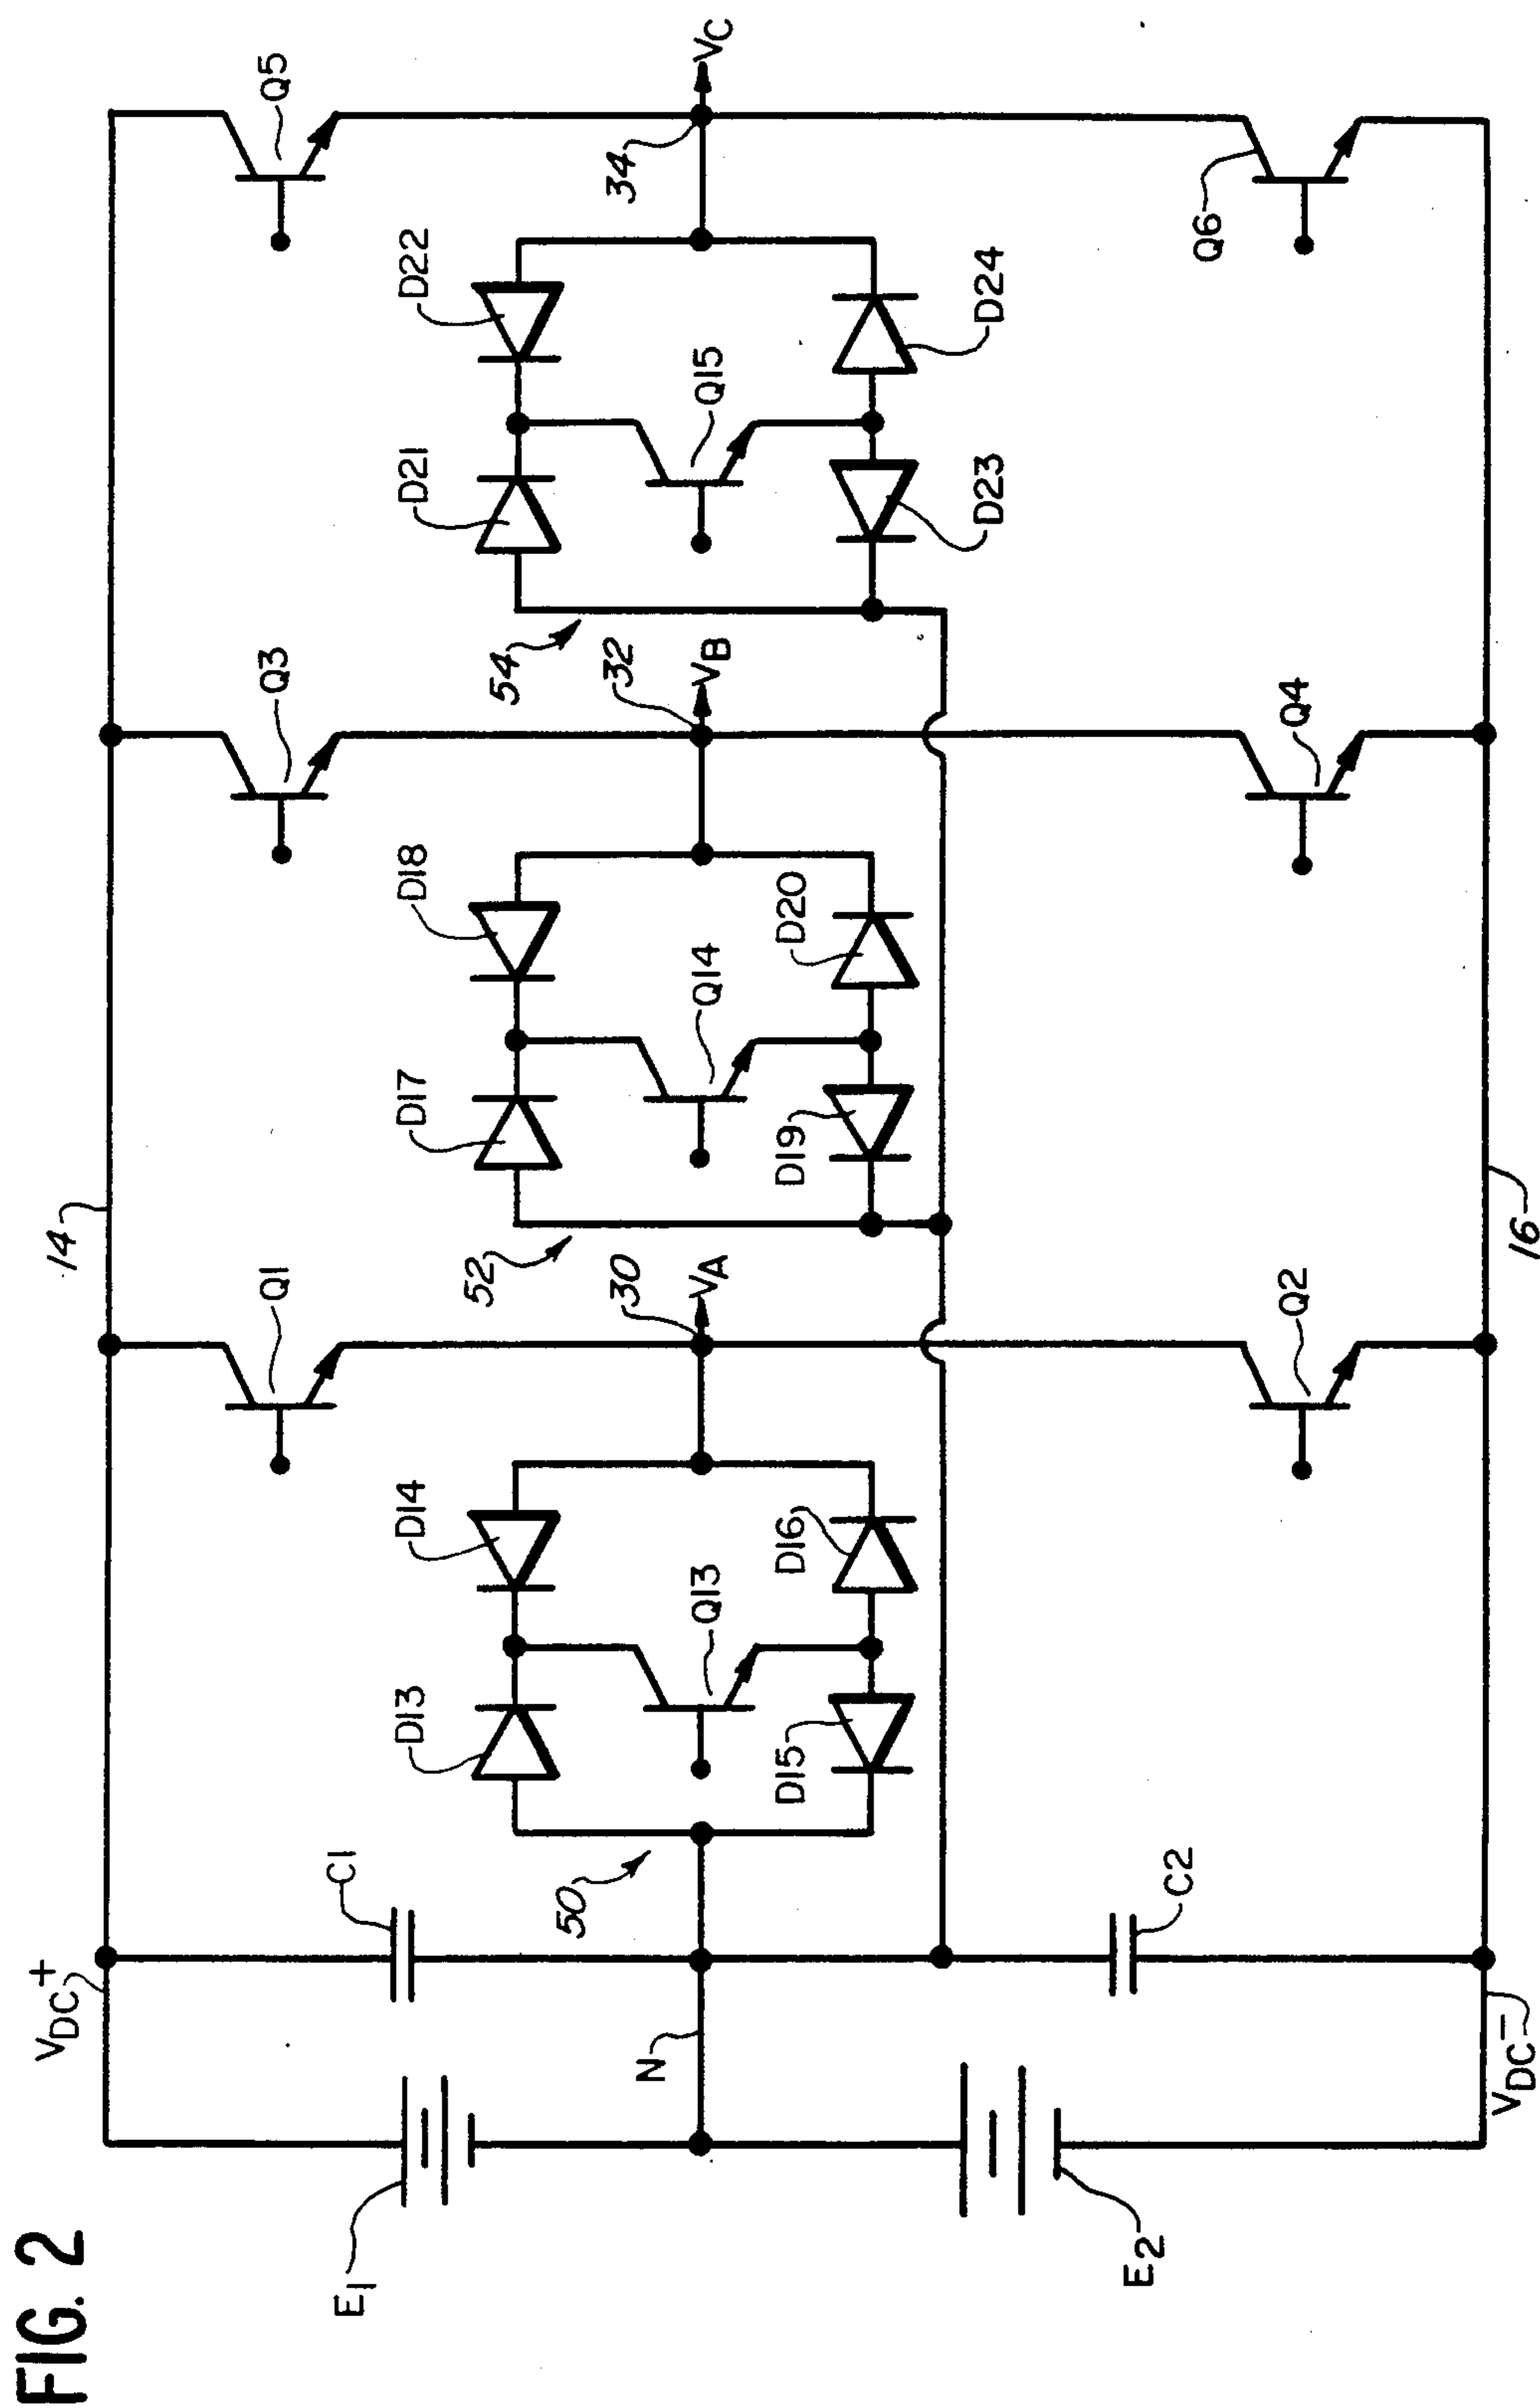 FIG. 2
E1
E2
VDC+
VDC-
N
C1
C2
50
D13
D14
Q13
D15
D16
Q1
Q2
14
16
30
VA
52
D17
D18
Q14
D19
D20
Q3
Q4
32
VB
54
D21
D22
Q15
D23
D24
Q5
Q6
34
VC